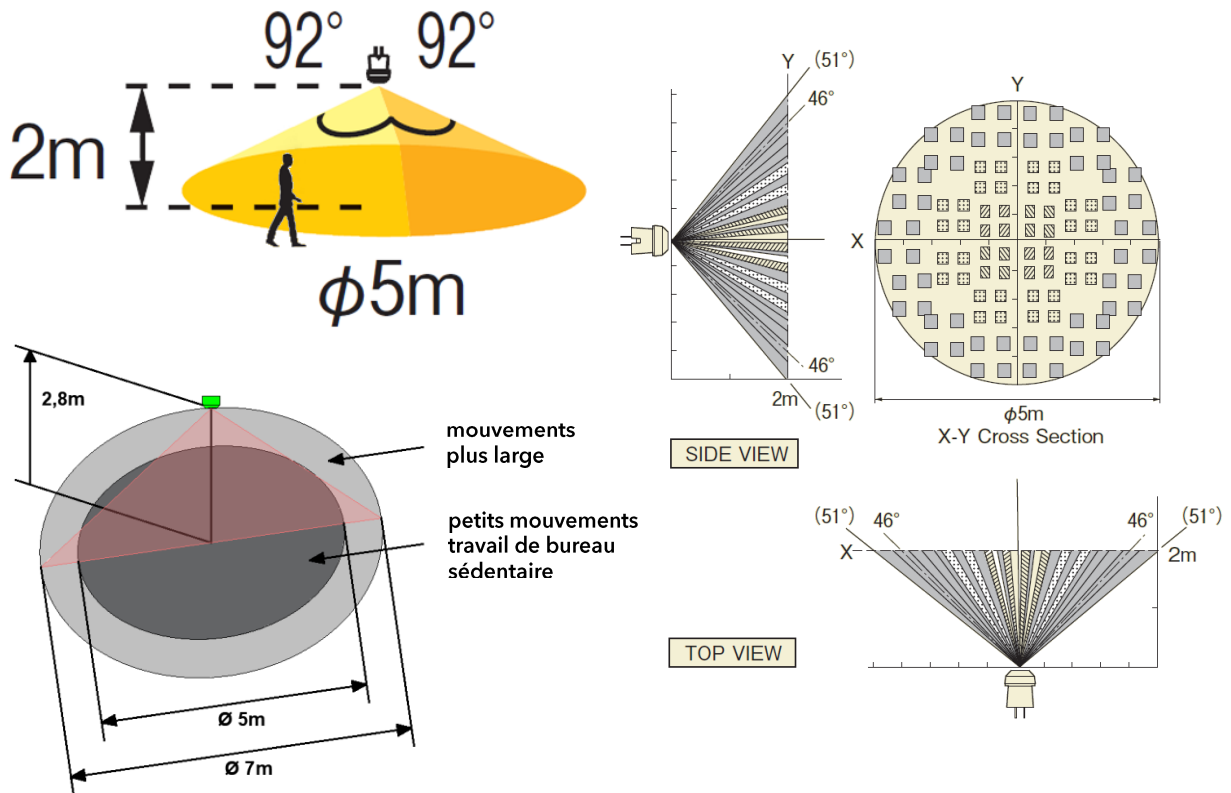 92° 92°
2m
φ5m
2,8m
mouvements
plus large
petits mouvements
travail de bureau
sédentaire
Ø 5m
Ø 7m
Y
(51°)
46°
46°
2m
(51°)
SIDE VIEW
Y
X
φ5m
X-Y Cross Section
(51°)
46°
46°
(51°)
X
2m
TOP VIEW